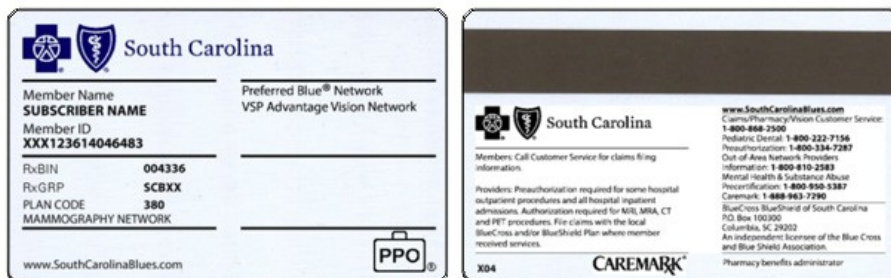 South Carolina
Member Name
SUBSCRIBER NAME
Member ID
XXX123614046483
Preferred Blue® Network
VSP Advantage Vision Network
RxBIN 004336
RxGRP SCBXX
PLAN CODE 380
MAMMOGRAPHY NETWORK
www.SouthCarolinaBlues.com
PPO®
South Carolina
Members: Call Customer Service for claims filing
information.
Providers: Preauthorization required for some hospital
outpatient procedures and all hospital inpatient
admissions. Authorization required for MRI, MRA, CT
and PET procedures. File claims with the local
BlueCross and/or BlueShield Plan where member
received services.
X04
CAREMARK
www.SouthCarolinaBlues.com
Claims/Pharmacy/Vision Customer Service:
1-800-868-2500
Pediatric Dental: 1-800-222-7156
Preauthorization: 1-800-334-7287
Out-of-Area Network Providers
Information: 1-800-810-2583
Mental Health & Substance Abuse
Precertification: 1-800-950-5387
Caremark: 1-888-963-7290
BlueCross BlueShield of South Carolina
P.O. Box 100300
Columbia, SC 29202
An independent licensee of the Blue Cross
and Blue Shield Association.
Pharmacy benefits administrator